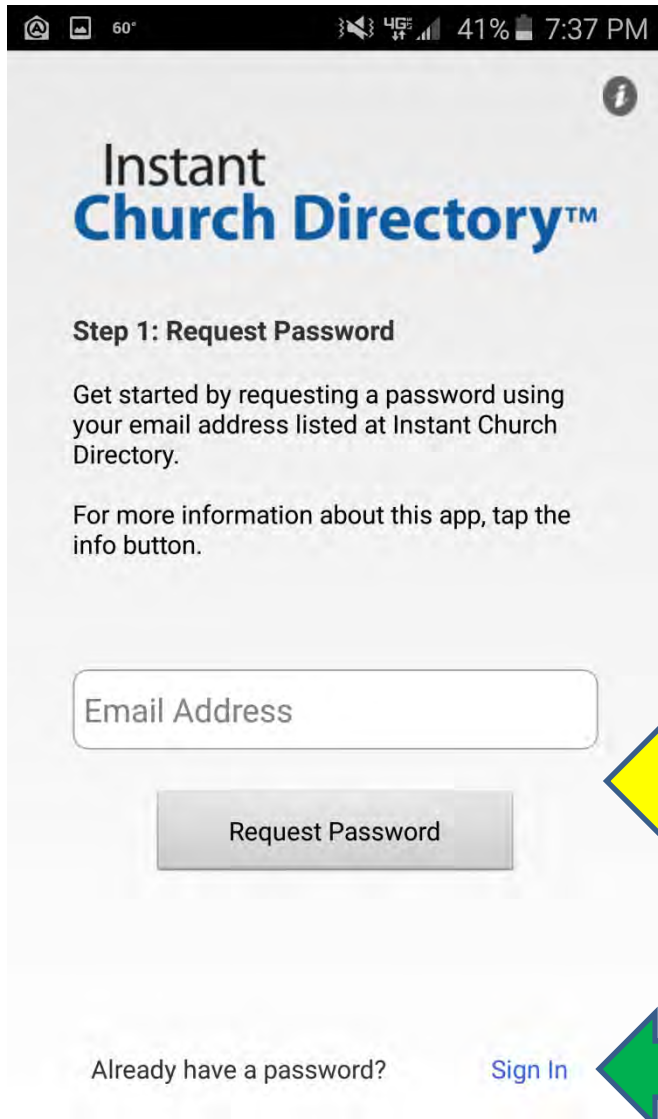 60° 4G 41% 7:37 PM
Instant
Church Directory™
Step 1: Request Password
Get started by requesting a password using
your email address listed at Instant Church
Directory.
For more information about this app, tap the
info button.
Email Address
Request Password
Already have a password? Sign In